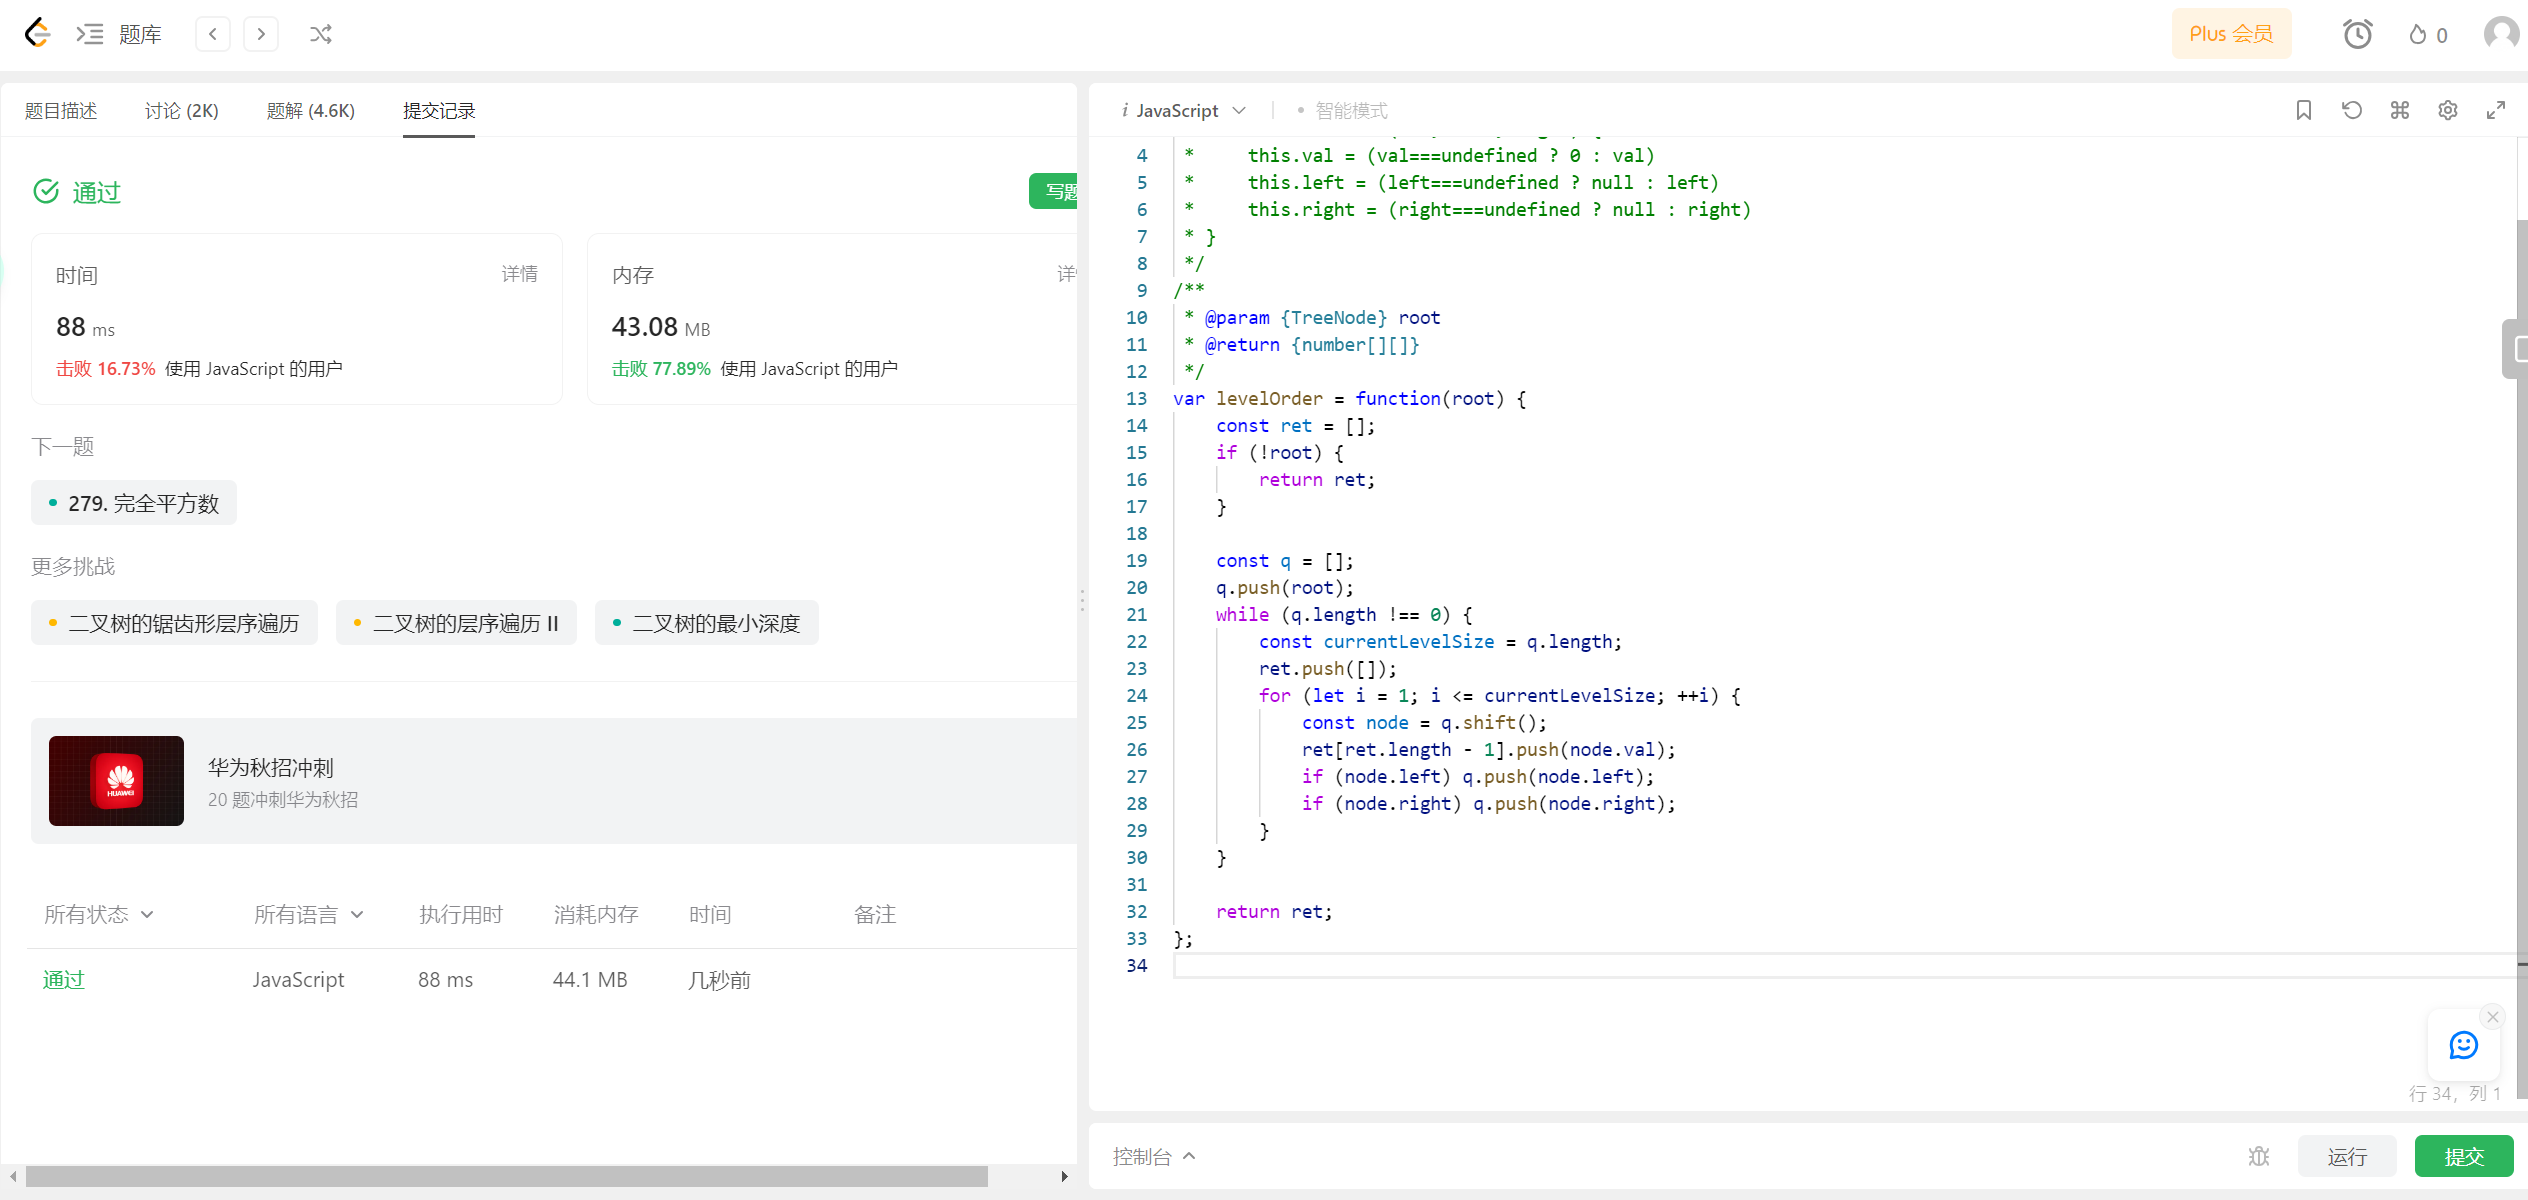 题库
Plus 会员
0
题目描述 讨论 (2K) 题解 (4.6K) 提交记录
通过
写题
时间 详情
88 ms
击败 16.73% 使用 JavaScript 的用户
内存
43.08 MB
击败 77.89% 使用 JavaScript 的用户
下一题
279. 完全平方数
更多挑战
二叉树的锯齿形层序遍历 二叉树的层序遍历 II 二叉树的最小深度
HUAWEI
华为秋招冲刺
20 题冲刺华为秋招
所有状态 所有语言 执行用时 消耗内存 时间 备注
通过 JavaScript 88 ms 44.1 MB 几秒前
i JavaScript • 智能模式
4 *     this.val = (val===undefined ? 0 : val)
5 *     this.left = (left===undefined ? null : left)
6 *     this.right = (right===undefined ? null : right)
7 * }
8 */
9 /**
10 * @param {TreeNode} root
11 * @return {number[][]}
12 */
13 var levelOrder = function(root) {
14     const ret = [];
15     if (!root) {
16         return ret;
17     }
18
19     const q = [];
20     q.push(root);
21     while (q.length !== 0) {
22         const currentLevelSize = q.length;
23         ret.push([]);
24         for (let i = 1; i <= currentLevelSize; ++i) {
25             const node = q.shift();
26             ret[ret.length - 1].push(node.val);
27             if (node.left) q.push(node.left);
28             if (node.right) q.push(node.right);
29         }
30     }
31
32     return ret;
33 };
34
行 34, 列 1
控制台
运行
提交